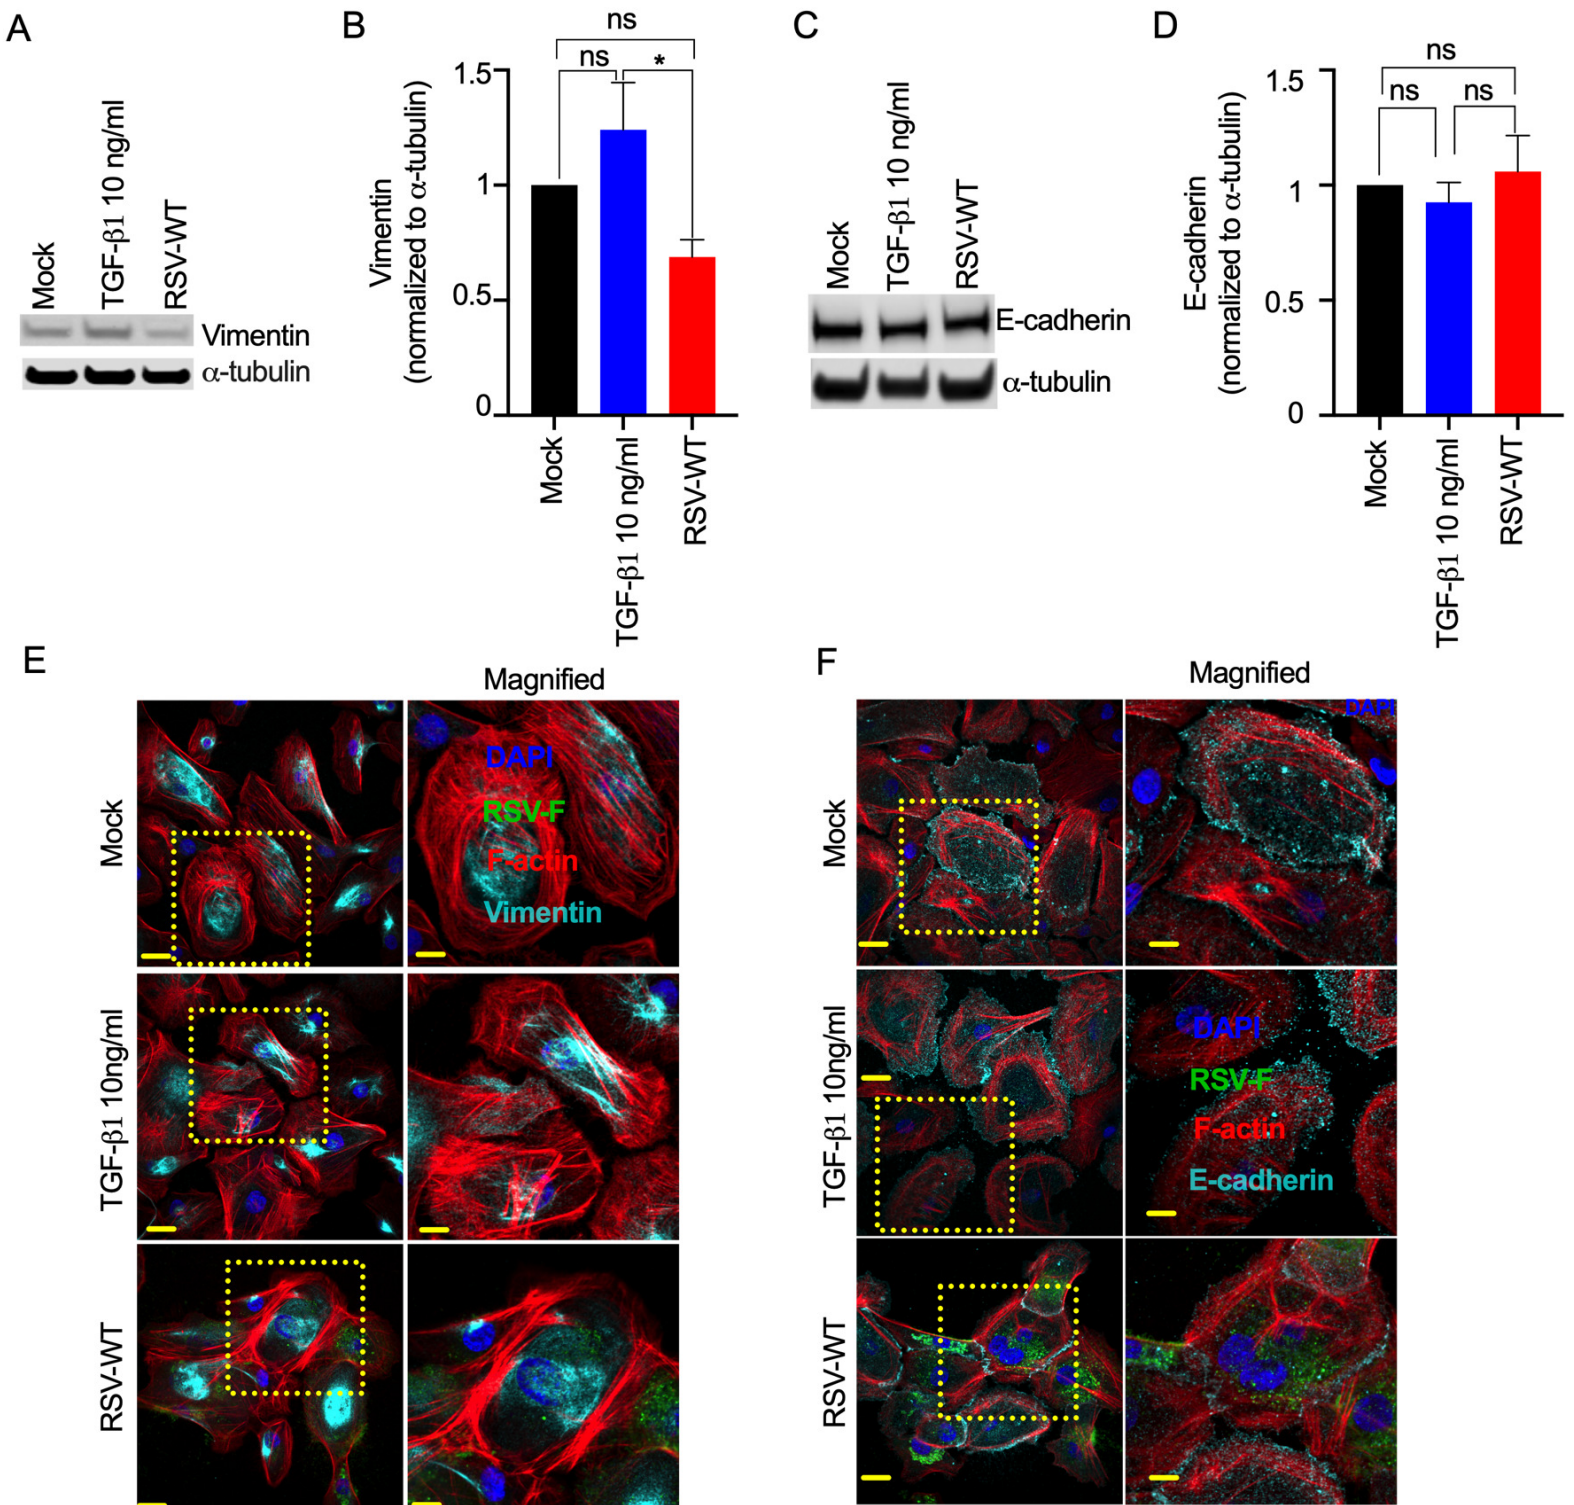 A
Mock
TGF-β1 10 ng/ml
RSV-WT
Vimentin
α-tubulin
B
ns
ns
*
Vimentin
(normalized to α-tubulin)
1.5
1
0.5
0
Mock
TGF-β1 10 ng/ml
RSV-WT
C
Mock
TGF-β1 10 ng/ml
RSV-WT
E-cadherin
α-tubulin
D
ns
ns
ns
E-cadherin
(normalized to α-tubulin)
1.5
1
0.5
0
Mock
TGF-β1 10 ng/ml
RSV-WT
E
Magnified
Mock
DAPI
RSV-F
F-actin
Vimentin
TGF-β1 10ng/ml
RSV-WT
F
Magnified
Mock
DAPI
TGF-β1 10ng/ml
DAPI
RSV-F
F-actin
E-cadherin
RSV-WT